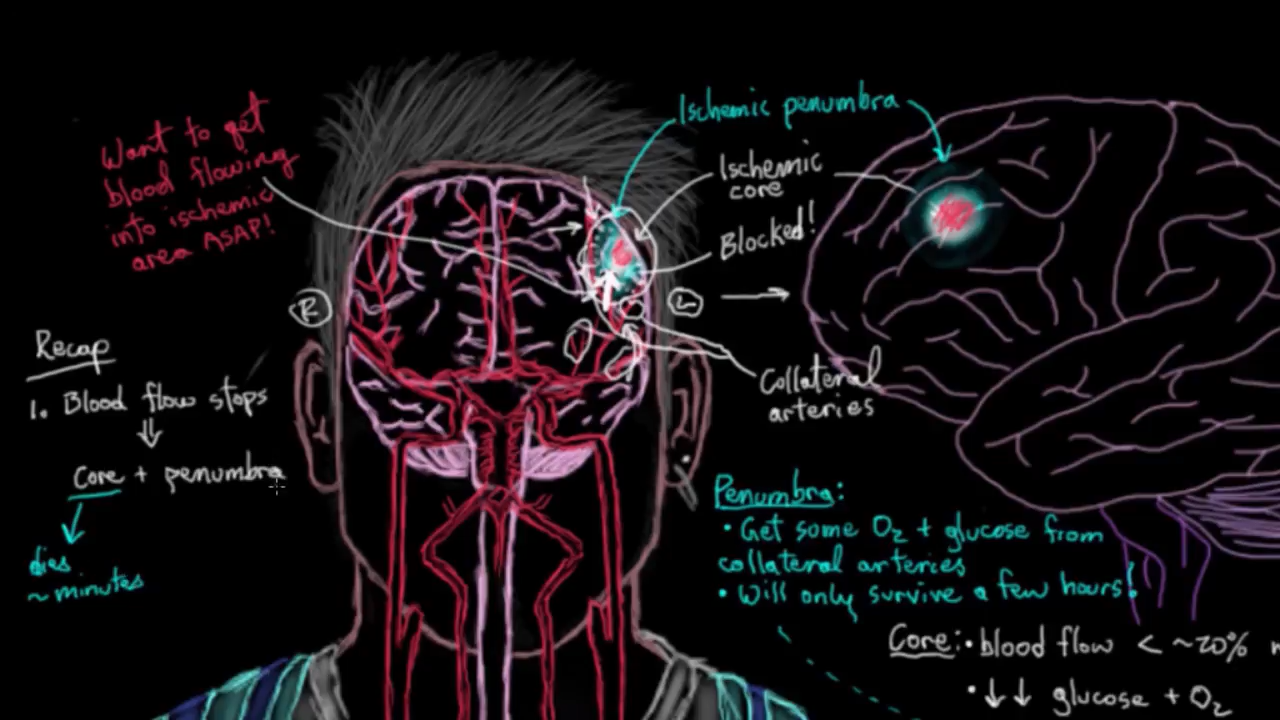 Want to get
blood flowing
into ischemic
area ASAP!
Ischemic penumbra
Ischemic
core
Blocked!
R
L
Collateral
arteries
Recap
1. Blood flow stops
⇓
Core + penumbra
dies
~ minutes
Penumbra:
• Get some O₂ + glucose from
collateral arteries
• Will only survive a few hours!
Core: • blood flow < ~20%
• ↓↓ glucose + O₂